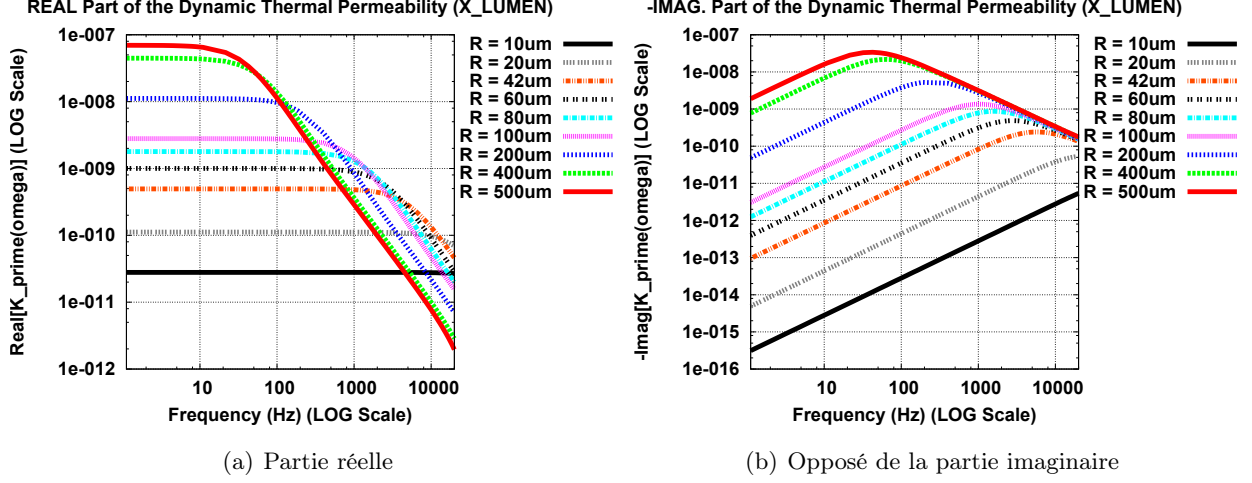 REAL Part of the Dynamic Thermal Permeability (X_LUMEN)
Real[K_prime(omega)] (LOG Scale)
1e-007
1e-008
1e-009
1e-010
1e-011
1e-012
10
100
1000
10000
Frequency (Hz) (LOG Scale)
R = 10um
R = 20um
R = 42um
R = 60um
R = 80um
R = 100um
R = 200um
R = 400um
R = 500um
(a) Partie réelle
-IMAG. Part of the Dynamic Thermal Permeability (X_LUMEN)
-Imag[K_prime(omega)] (LOG Scale)
1e-007
1e-008
1e-009
1e-010
1e-011
1e-012
1e-013
1e-014
1e-015
1e-016
10
100
1000
10000
Frequency (Hz) (LOG Scale)
R = 10um
R = 20um
R = 42um
R = 60um
R = 80um
R = 100um
R = 200um
R = 400um
R = 500um
(b) Opposé de la partie imaginaire